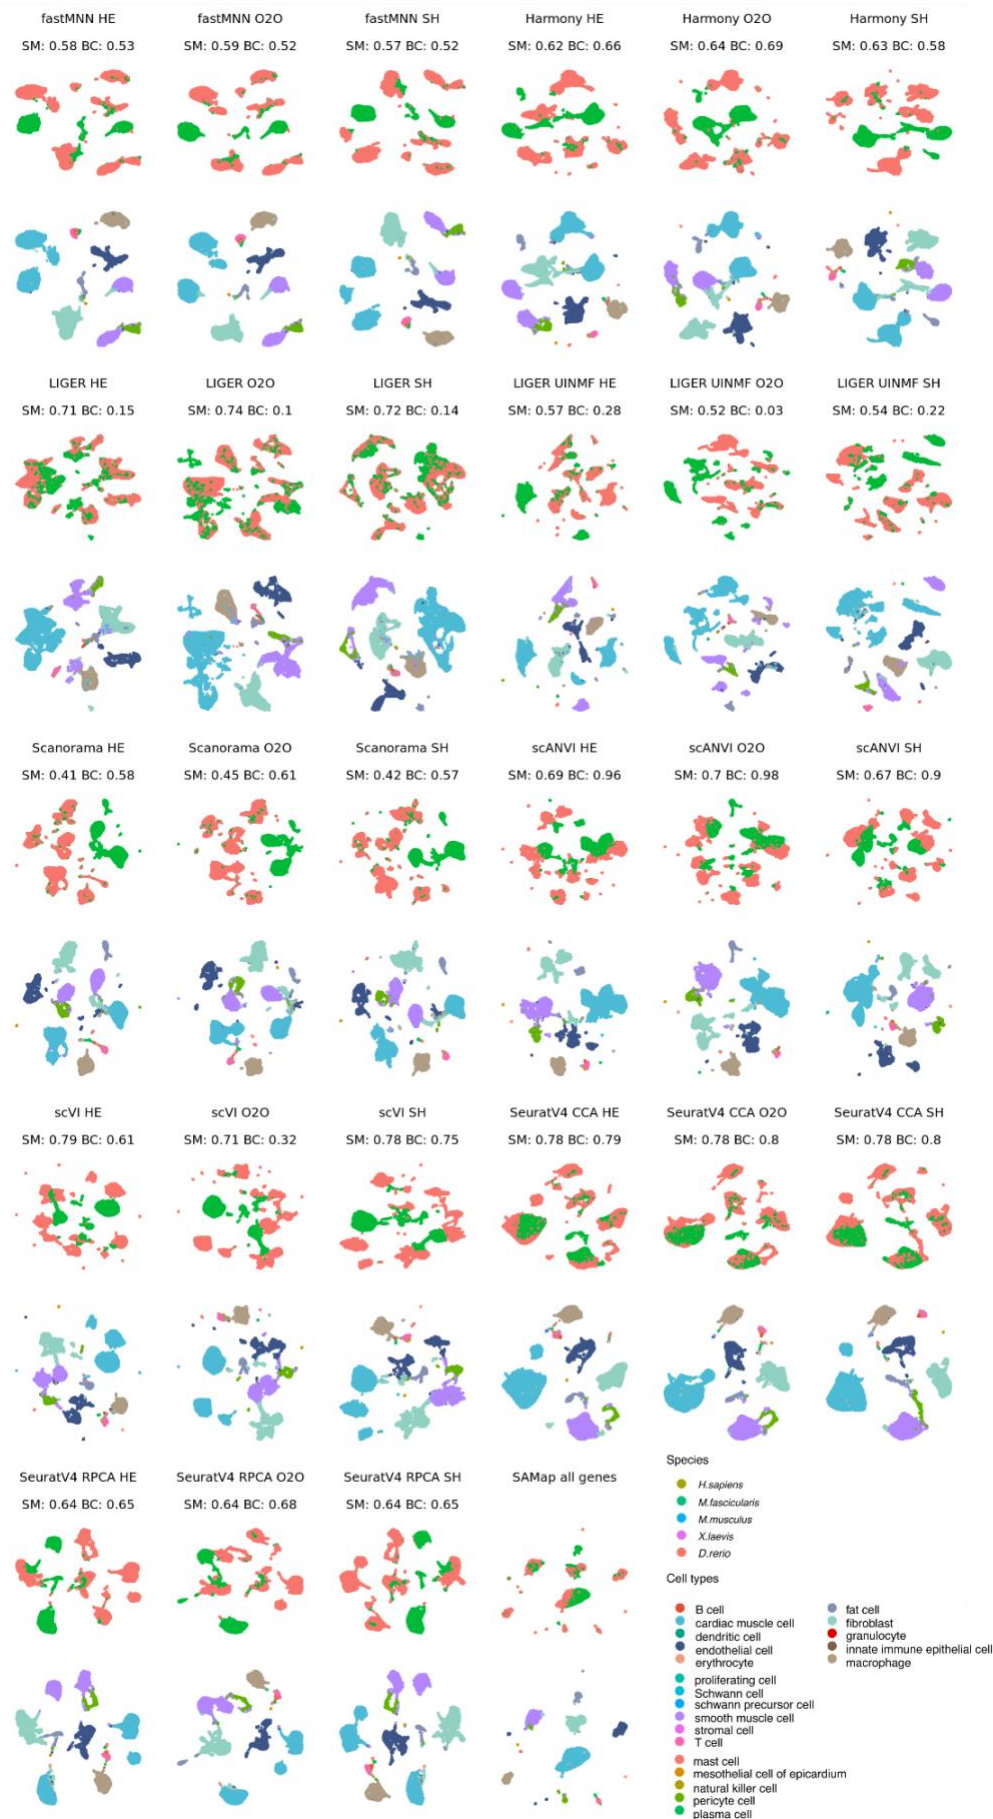 fastMNN HE fastMNN O2O fastMNN SH Harmony HE Harmony O2O Harmony SH
SM: 0.58 BC: 0.53 SM: 0.59 BC: 0.52 SM: 0.57 BC: 0.52 SM: 0.62 BC: 0.66 SM: 0.64 BC: 0.69 SM: 0.63 BC: 0.58
LIGER HE LIGER O2O LIGER SH LIGER UINMF HE LIGER UINMF O2O LIGER UINMF SH
SM: 0.71 BC: 0.15 SM: 0.74 BC: 0.1 SM: 0.72 BC: 0.14 SM: 0.57 BC: 0.28 SM: 0.52 BC: 0.03 SM: 0.54 BC: 0.22
Scanorama HE Scanorama O2O Scanorama SH scANVI HE scANVI O2O scANVI SH
SM: 0.41 BC: 0.58 SM: 0.45 BC: 0.61 SM: 0.42 BC: 0.57 SM: 0.69 BC: 0.96 SM: 0.7 BC: 0.98 SM: 0.67 BC: 0.9
scVI HE scVI O2O scVI SH SeuratV4 CCA HE SeuratV4 CCA O2O SeuratV4 CCA SH
SM: 0.79 BC: 0.61 SM: 0.71 BC: 0.32 SM: 0.78 BC: 0.75 SM: 0.78 BC: 0.79 SM: 0.78 BC: 0.8 SM: 0.78 BC: 0.8
SeuratV4 RPCA HE SeuratV4 RPCA O2O SeuratV4 RPCA SH SAMap all genes
SM: 0.64 BC: 0.65 SM: 0.64 BC: 0.68 SM: 0.64 BC: 0.65
Species
H.sapiens
M.fascicularis
M.musculus
X.laevis
D.rerio
Cell types
B cell
cardiac muscle cell
dendritic cell
endothelial cell
erythrocyte
proliferating cell
Schwann cell
schwann precursor cell
smooth muscle cell
stromal cell
T cell
mast cell
mesothelial cell of epicardium
natural killer cell
pericyte cell
plasma cell
fat cell
fibroblast
granulocyte
innate immune epithelial cell
macrophage